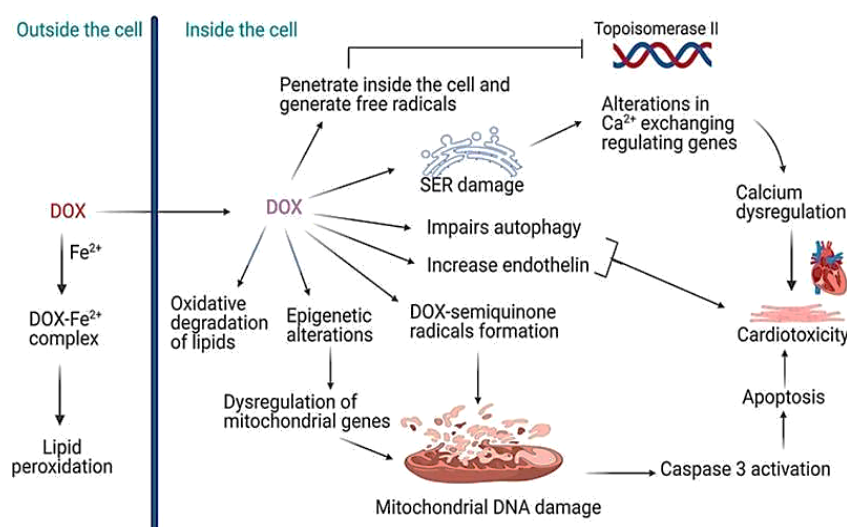 Outside the cell
Inside the cell
Topoisomerase II
Penetrate inside the cell and
generate free radicals
Alterations in
Ca²⁺ exchanging
regulating genes
SER damage
Calcium
dysregulation
DOX
DOX
Impairs autophagy
Fe²⁺
Increase endothelin
Oxidative
degradation
of lipids
Epigenetic
alterations
DOX-semiquinone
radicals formation
DOX-Fe²⁺
complex
Cardiotoxicity
Dysregulation of
mitochondrial genes
Apoptosis
Lipid
peroxidation
Caspase 3 activation
Mitochondrial DNA damage